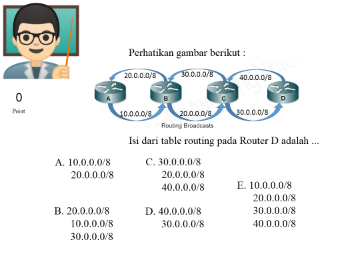 Perhatikan gambar berikut :
20.0.0.0/8
30.0.0.0/8
40.0.0.0/8
A
B
C
D
10.0.0.0/8
20.0.0.0/8
30.0.0.0/8
Routing Broadcasts
0
Point
Isi dari table routing pada Router D adalah ...
A. 10.0.0.0/8
20.0.0.0/8
B. 20.0.0.0/8
10.0.0.0/8
30.0.0.0/8
C. 30.0.0.0/8
20.0.0.0/8
40.0.0.0/8
D. 40.0.0.0/8
30.0.0.0/8
E. 10.0.0.0/8
20.0.0.0/8
30.0.0.0/8
40.0.0.0/8